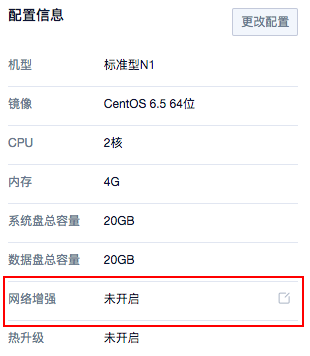 配置信息 更改配置
机型 标准型N1
镜像 CentOS 6.5 64位
CPU 2核
内存 4G
系统盘总容量 20GB
数据盘总容量 20GB
网络增强 未开启
热升级 未开启